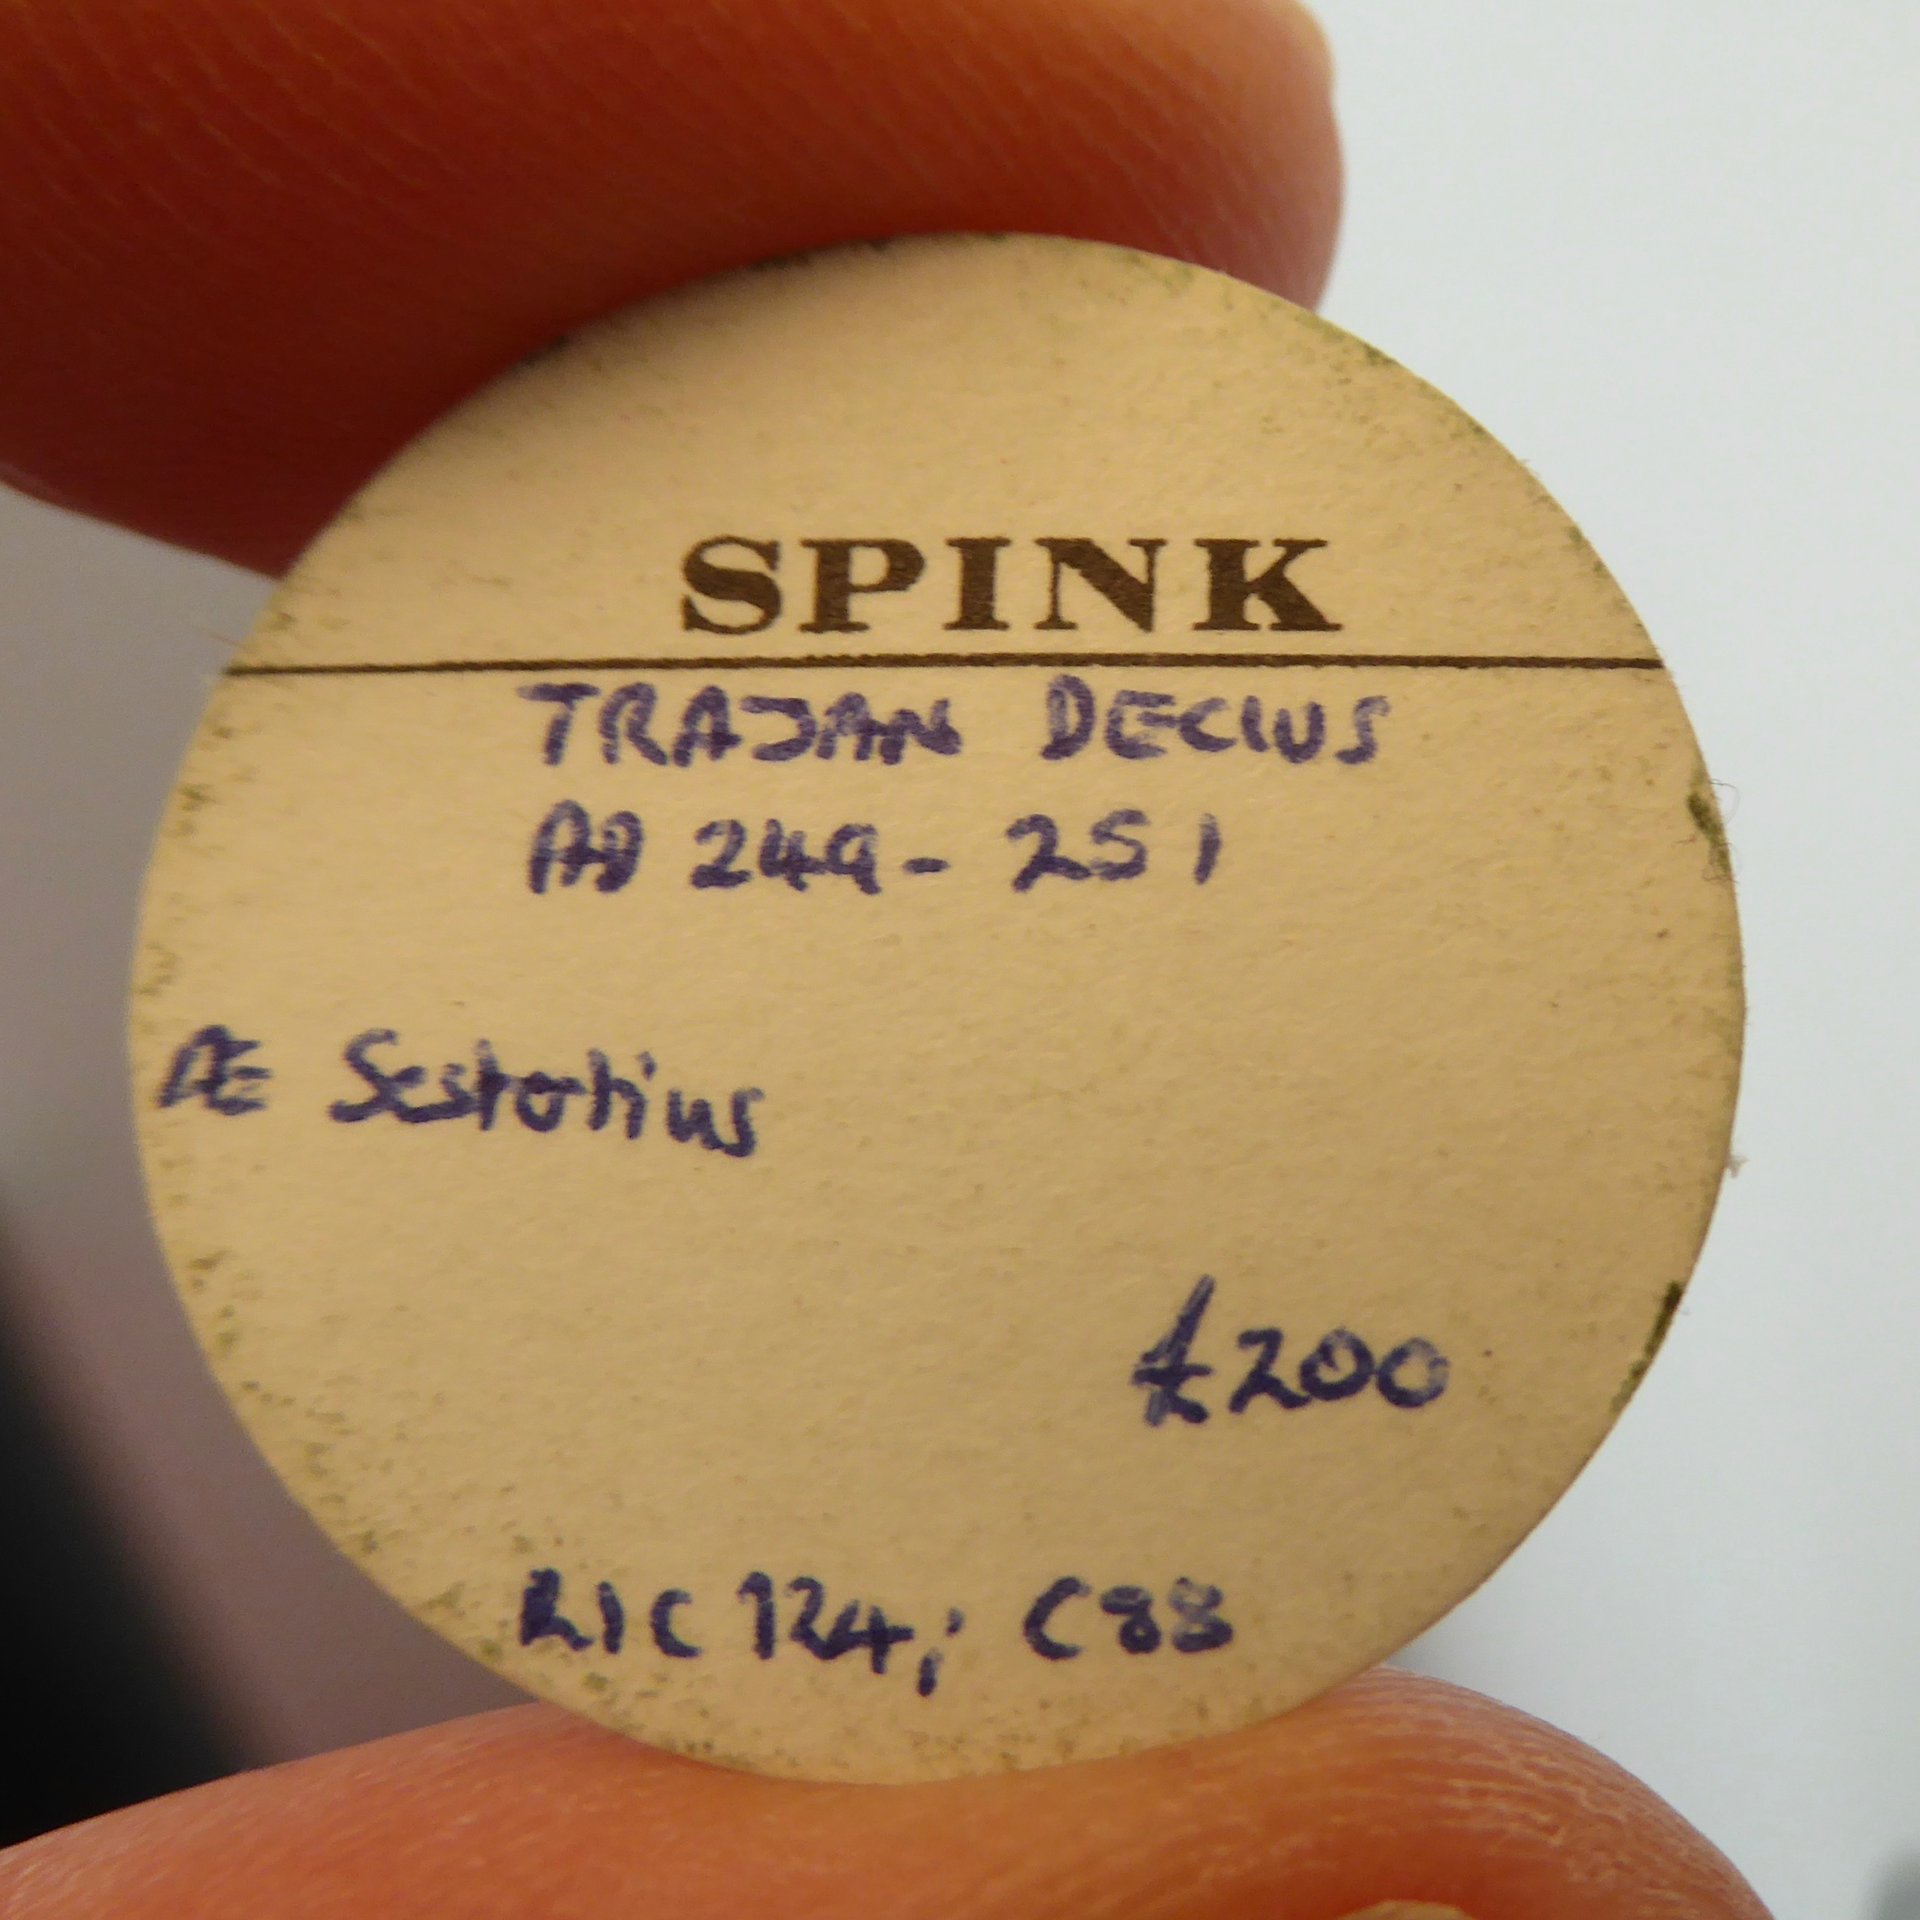 SPINK
TRAJAN DECIUS
AD 249 - 251
Æ Sestertius
£200
RIC 124; C88